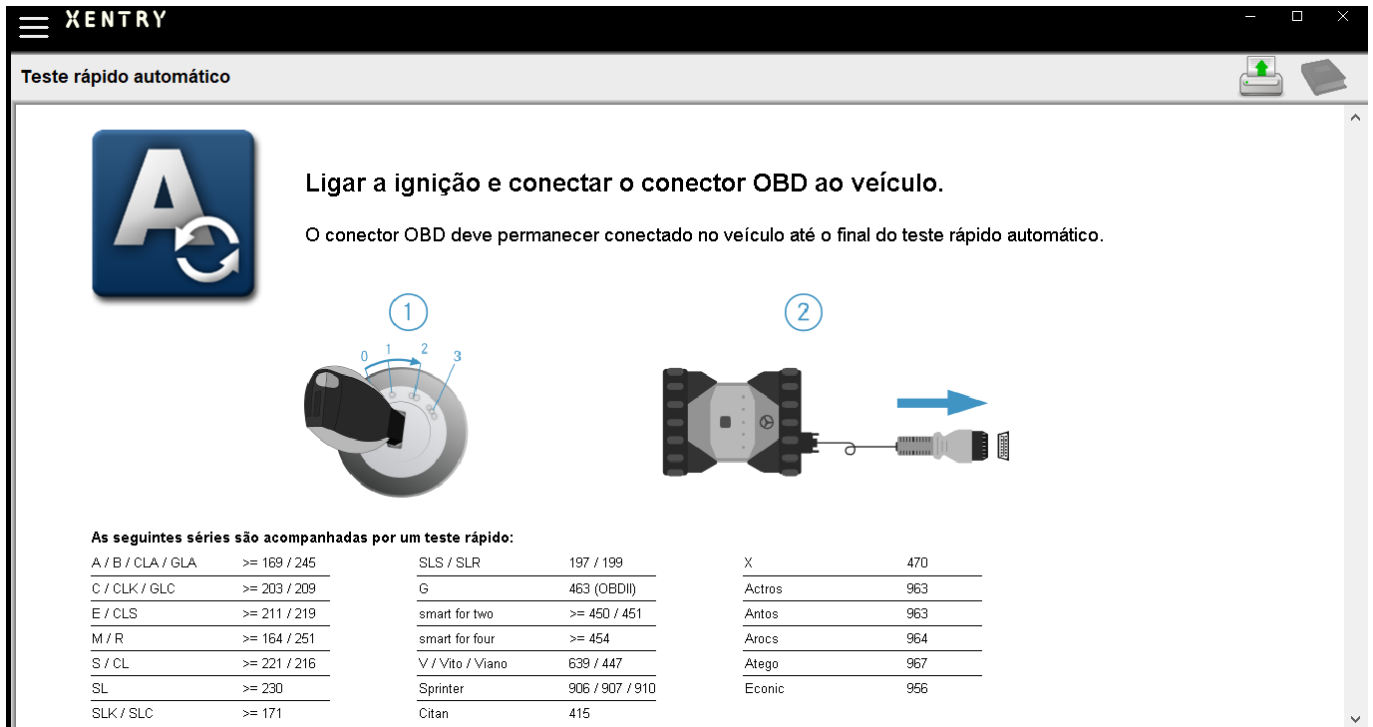 XENTRY
Teste rápido automático
A
Ligar a ignição e conectar o conector OBD ao veículo.
O conector OBD deve permanecer conectado no veículo até o final do teste rápido automático.
1
2
0 1 2 3
As seguintes séries são acompanhadas por um teste rápido:
A / B / CLA / GLA >= 169 / 245 SLS / SLR 197 / 199 X 470
C / CLK / GLC >= 203 / 209 G 463 (OBDII) Actros 963
E / CLS >= 211 / 219 smart for two >= 450 / 451 Antos 963
M / R >= 164 / 251 smart for four >= 454 Arocs 964
S / CL >= 221 / 216 V / Vito / Viano 639 / 447 Atego 967
SL >= 230 Sprinter 906 / 907 / 910 Econic 956
SLK / SLC >= 171 Citan 415